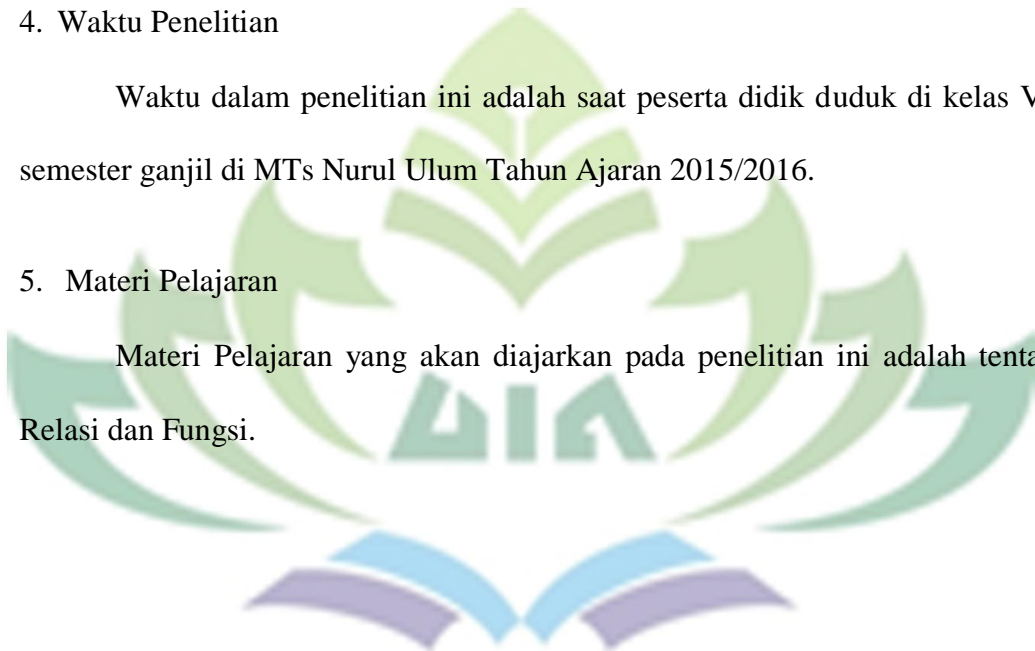 4. Waktu Penelitian
Waktu dalam penelitian ini adalah saat peserta didik duduk di kelas
semester ganjil di MTs Nurul Ulum Tahun Ajaran 2015/2016.
5. Materi Pelajaran
Materi Pelajaran yang akan diajarkan pada penelitian ini adalah
Relasi dan Fungsi.
UIN